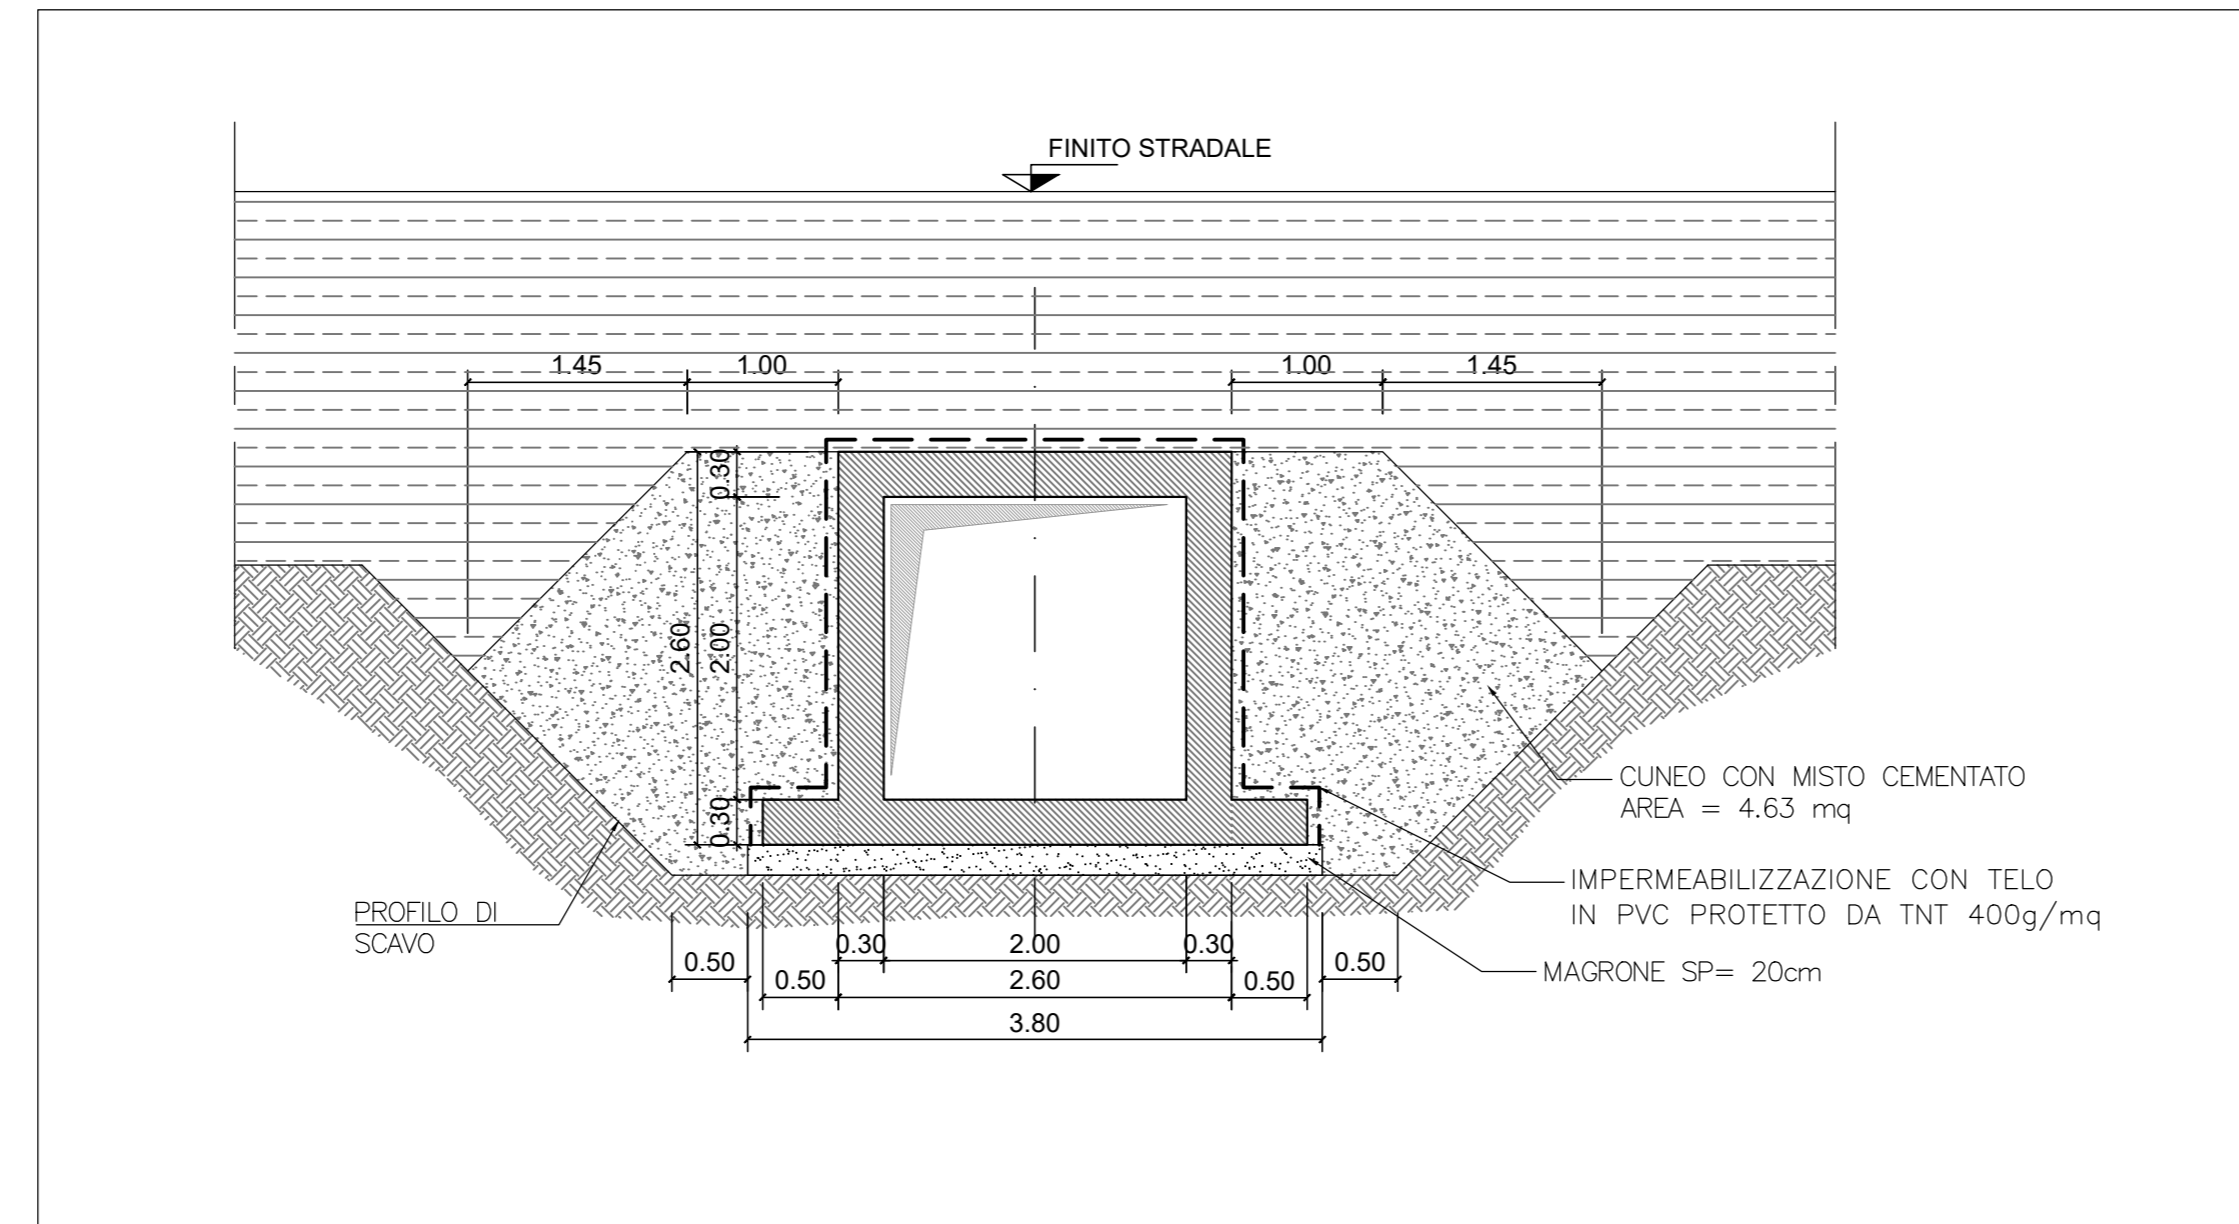 FINITO STRADALE
1.45
1.00
1.00
1.45
0.30
2.60
2.00
0.30
CUNEO CON MISTO CEMENTATO
AREA = 4.63 mq
IMPERMEABILIZZAZIONE CON TELO
IN PVC PROTETTO DA TNT 400g/mq
PROFILO DI
SCAVO
0.30
2.00
0.30
0.50
0.50
MAGRONE SP= 20cm
0.50
2.60
0.50
3.80